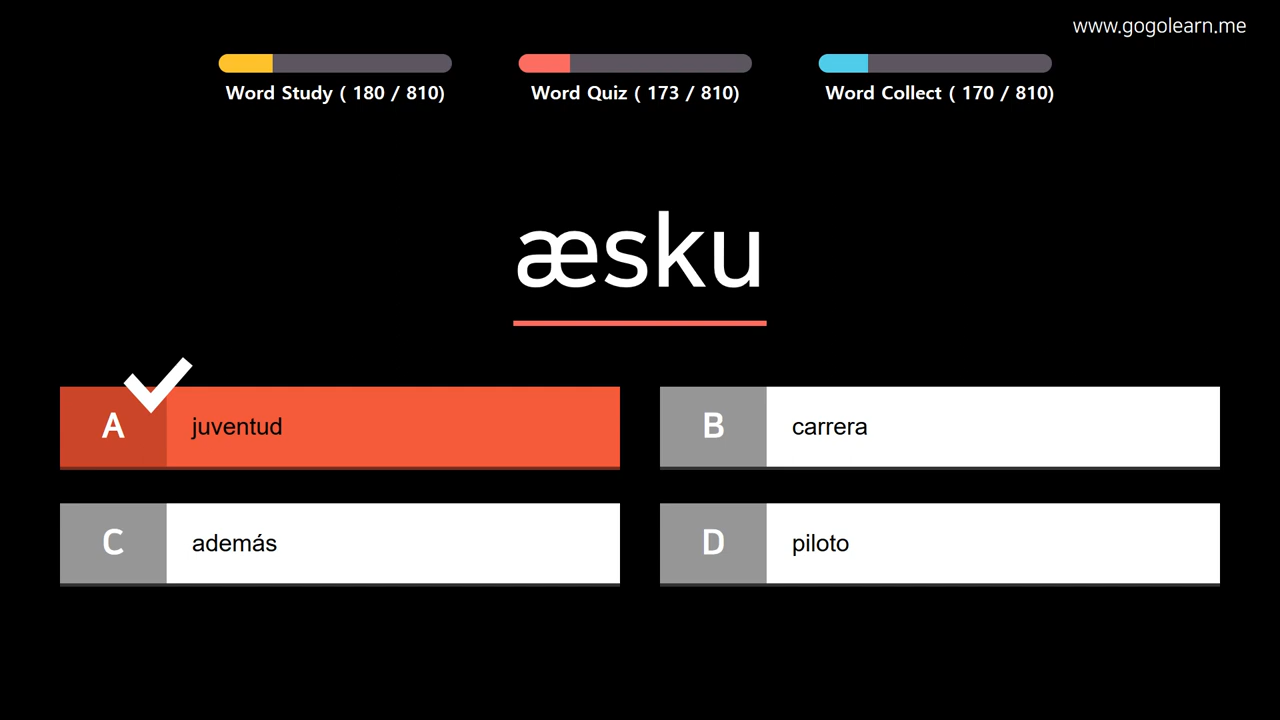 www.gogolearn.me
Word Study ( 180 / 810)
Word Quiz ( 173 / 810)
Word Collect ( 170 / 810)
æsku
A juventud
B carrera
C además
D piloto